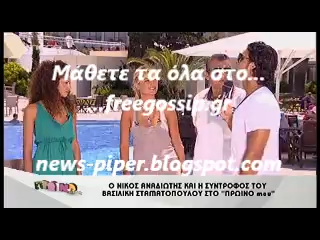 Μάθετε τα όλα στο...
freegossip.gr
news-piper.blogspot.com
Ο ΝΙΚΟΣ ΑΝΑΔΙΩΤΗΣ ΚΑΙ Η ΣΥΝΤΡΟΦΟΣ ΤΟΥ
ΒΑΣΙΛΙΚΗ ΣΤΑΜΑΤΟΠΟΥΛΟΥ ΣΤΟ "ΠΡΩΙΝΟ mou"